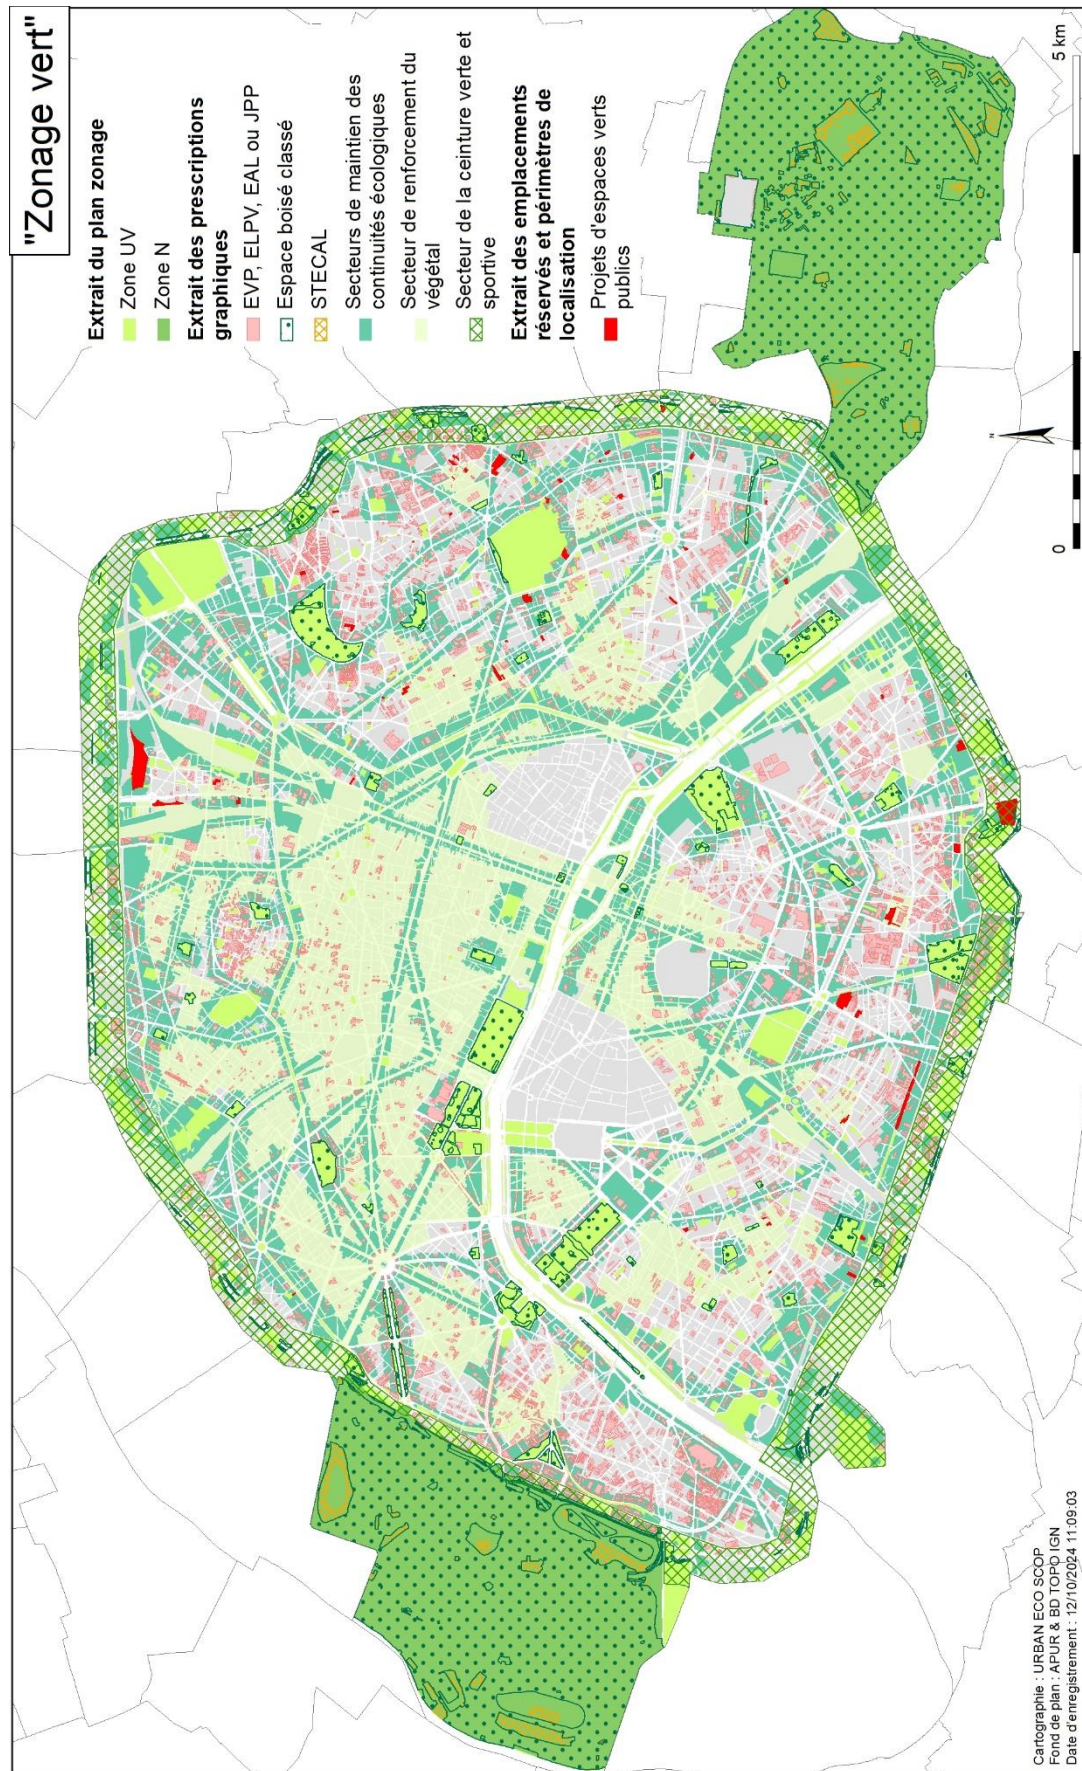 "Zonage vert"
Extrait du plan zonage
Zone UV
Zone N
Extrait des prescriptions
graphiques
EVP, ELPV, EAL ou JPP
Espace boisé classé
STECAL
Secteurs de maintien des
continuités écologiques
Secteur de renforcement du
végétal
Secteur de la ceinture verte et
sportive
Extrait des emplacements
réservés et périmètres de
localisation
Projets d'espaces verts
publics
N
0
5 km
Cartographie : URBAN ECO SCOP
Fond de plan : APUR & BD TOPO IGN
Date d'enregistrement : 12/10/2024 11:09:03